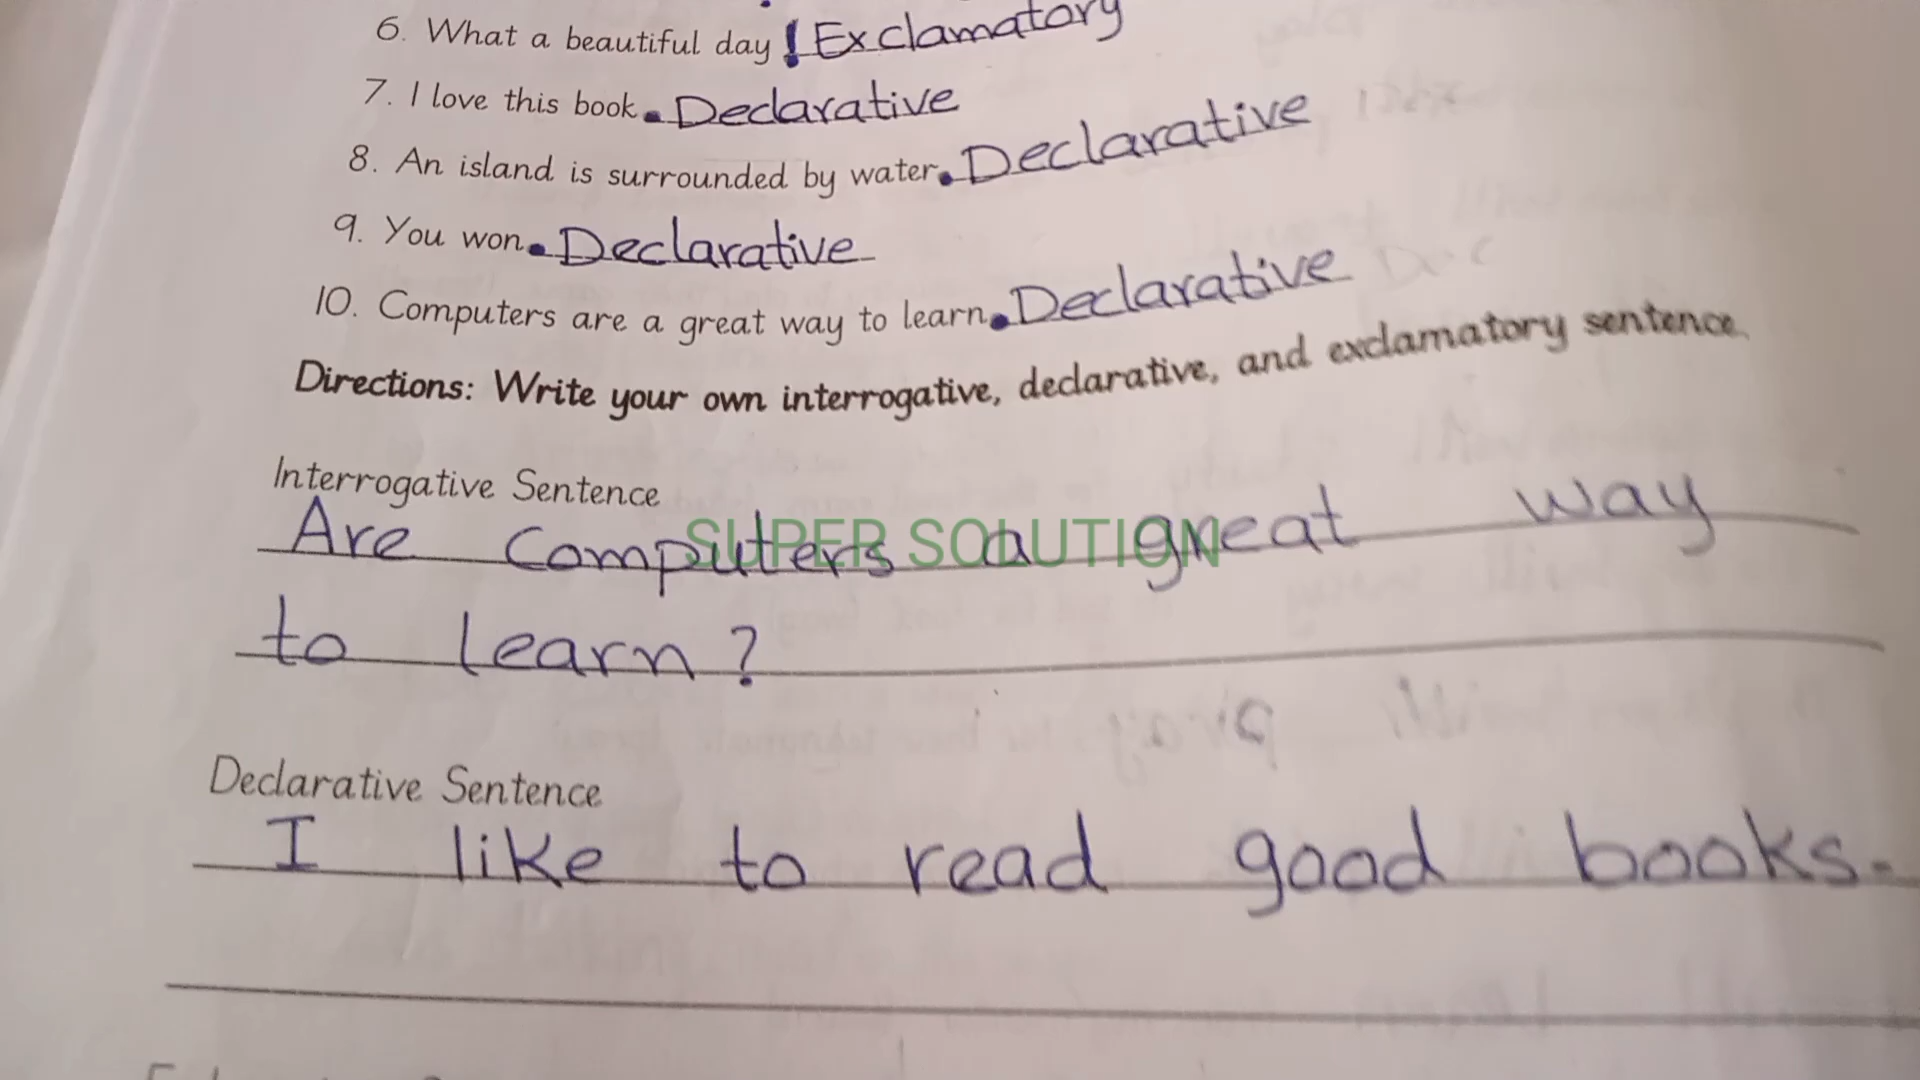 6. What a beautiful day ! Exclamatory
7. I love this book. Declarative
8. An island is surrounded by water. Declarative
9. You won. Declarative
10. Computers are a great way to learn. Declarative
Directions: Write your own interrogative, declarative, and exclamatory sentence.
Interrogative Sentence
Are computers a great way
SUPER SOLUTION
to learn?
Declarative Sentence
I like to read good books.